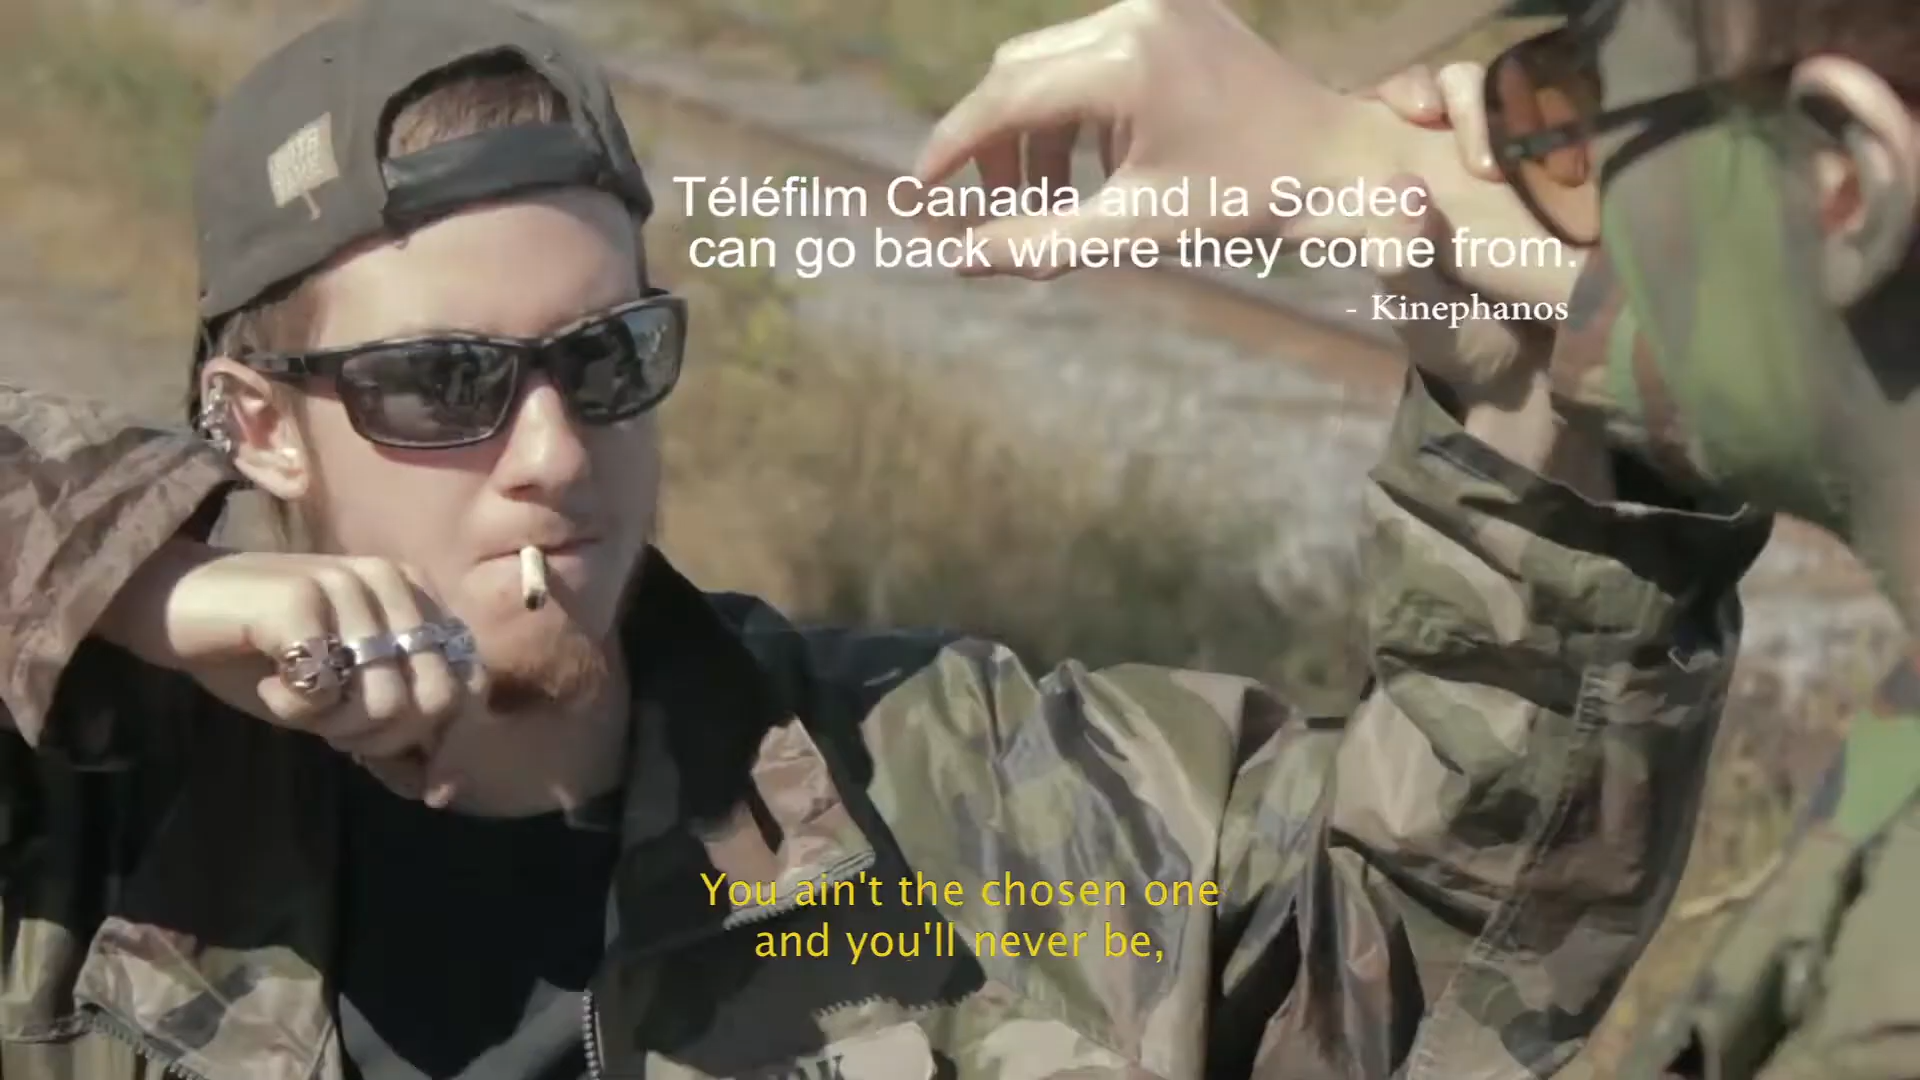 Téléfilm Canada and la Sodec
can go back where they come from.
- Kinephanos
You ain't the chosen one
and you'll never be,